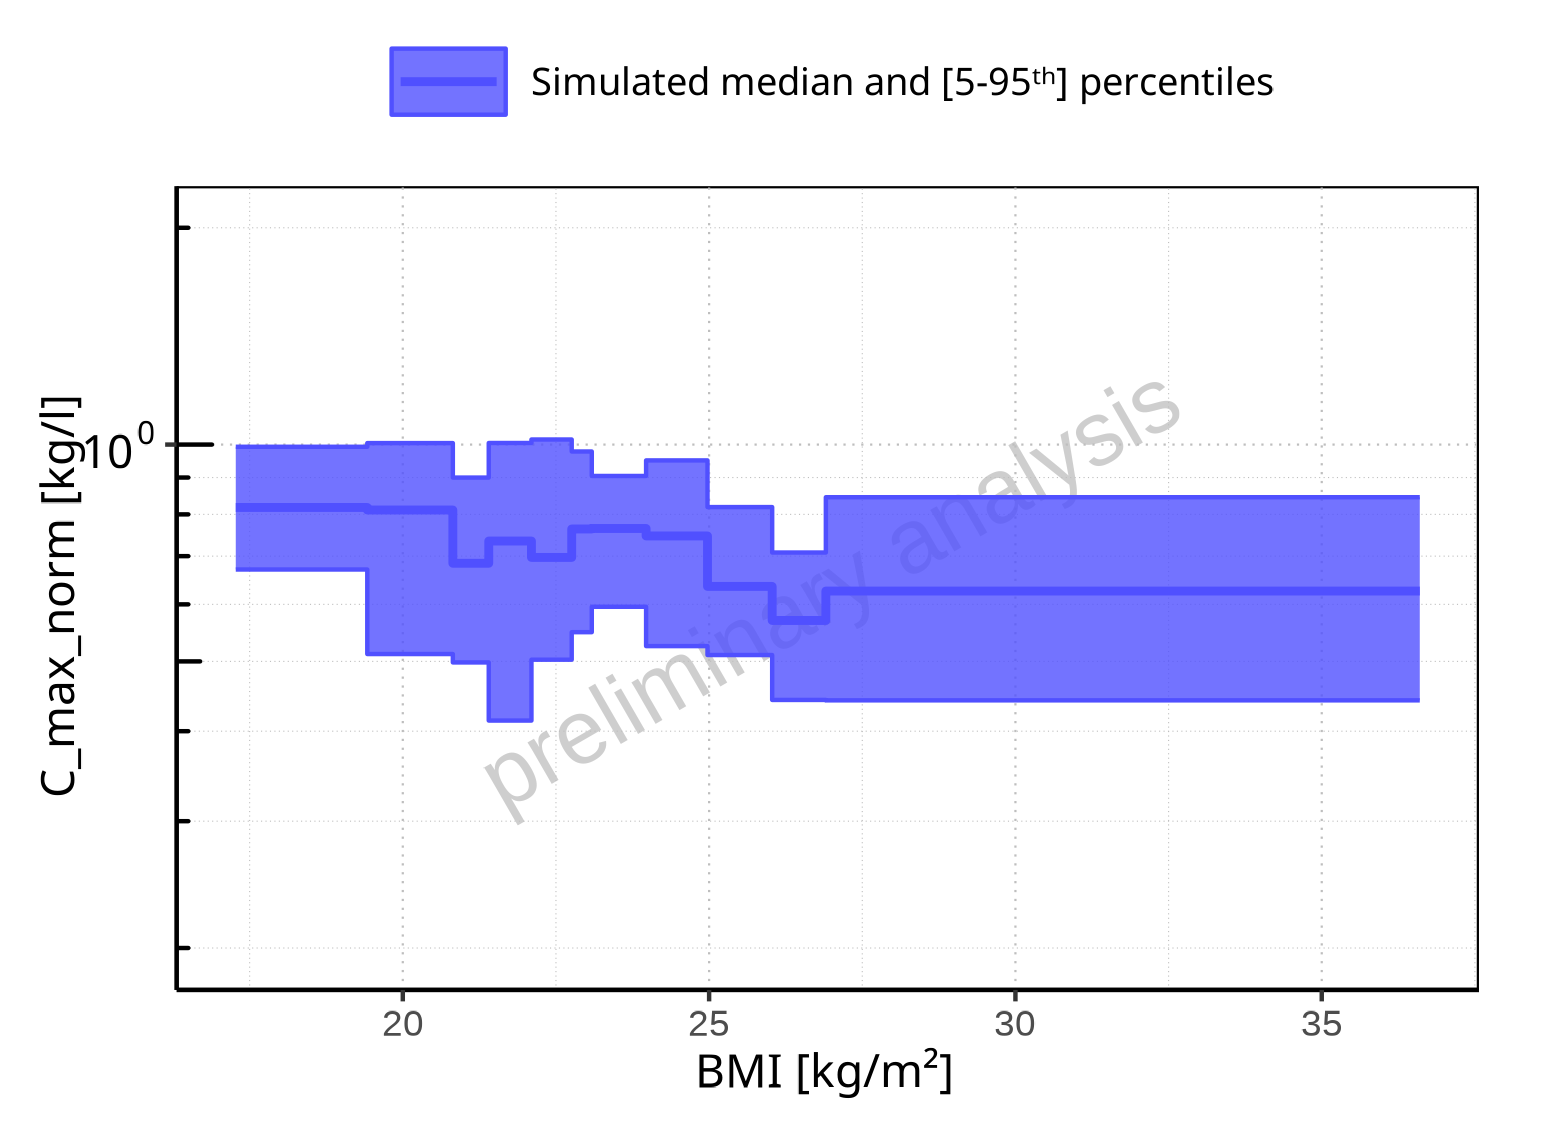 Simulated median and [5-95ᵗʰ] percentiles
C_max_norm [kg/l]
10⁰
preliminary analysis
20 25 30 35
BMI [kg/m²]